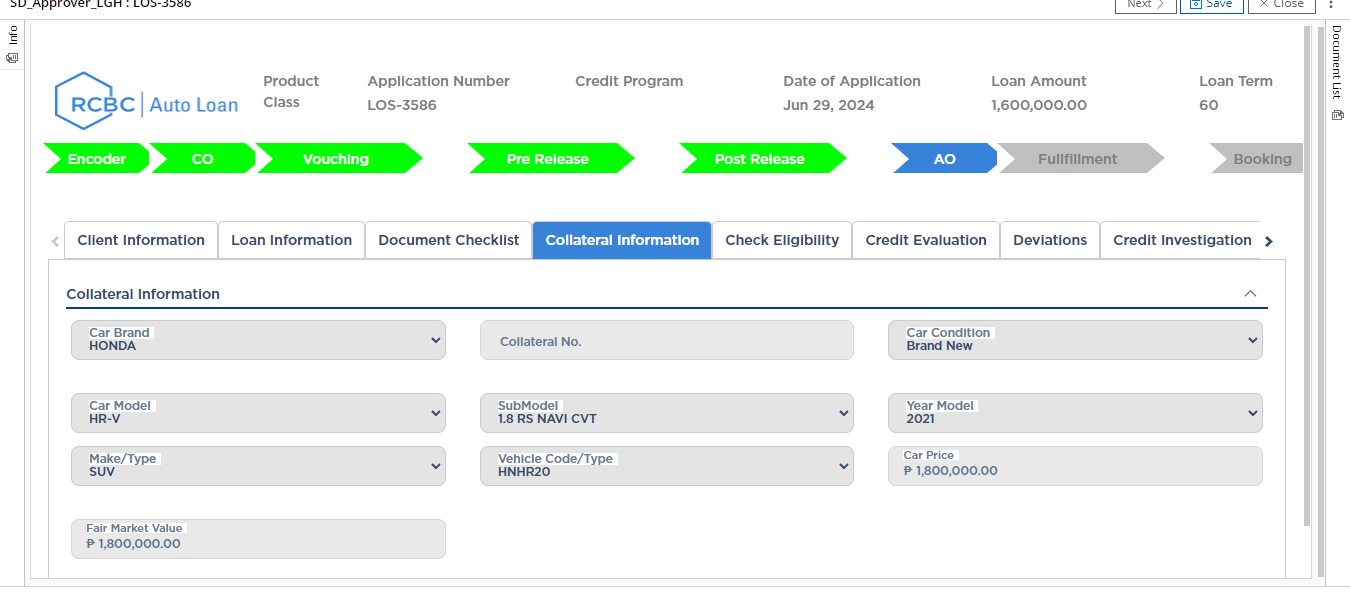 SD_Approver_LGH : LOS-3586
Next
Save
Close
Info
Document List
RCBC Auto Loan
Product Class
Application Number
LOS-3586
Credit Program
Date of Application
Jun 29, 2024
Loan Amount
1,600,000.00
Loan Term
60
Encoder
CO
Vouching
Pre Release
Post Release
AO
Fullfillment
Booking
Client Information
Loan Information
Document Checklist
Collateral Information
Check Eligibility
Credit Evaluation
Deviations
Credit Investigation
Collateral Information
Car Brand
HONDA
Collateral No.
Car Condition
Brand New
Car Model
HR-V
SubModel
1.8 RS NAVI CVT
Year Model
2021
Make/Type
SUV
Vehicle Code/Type
HNHR20
Car Price
₱ 1,800,000.00
Fair Market Value
₱ 1,800,000.00